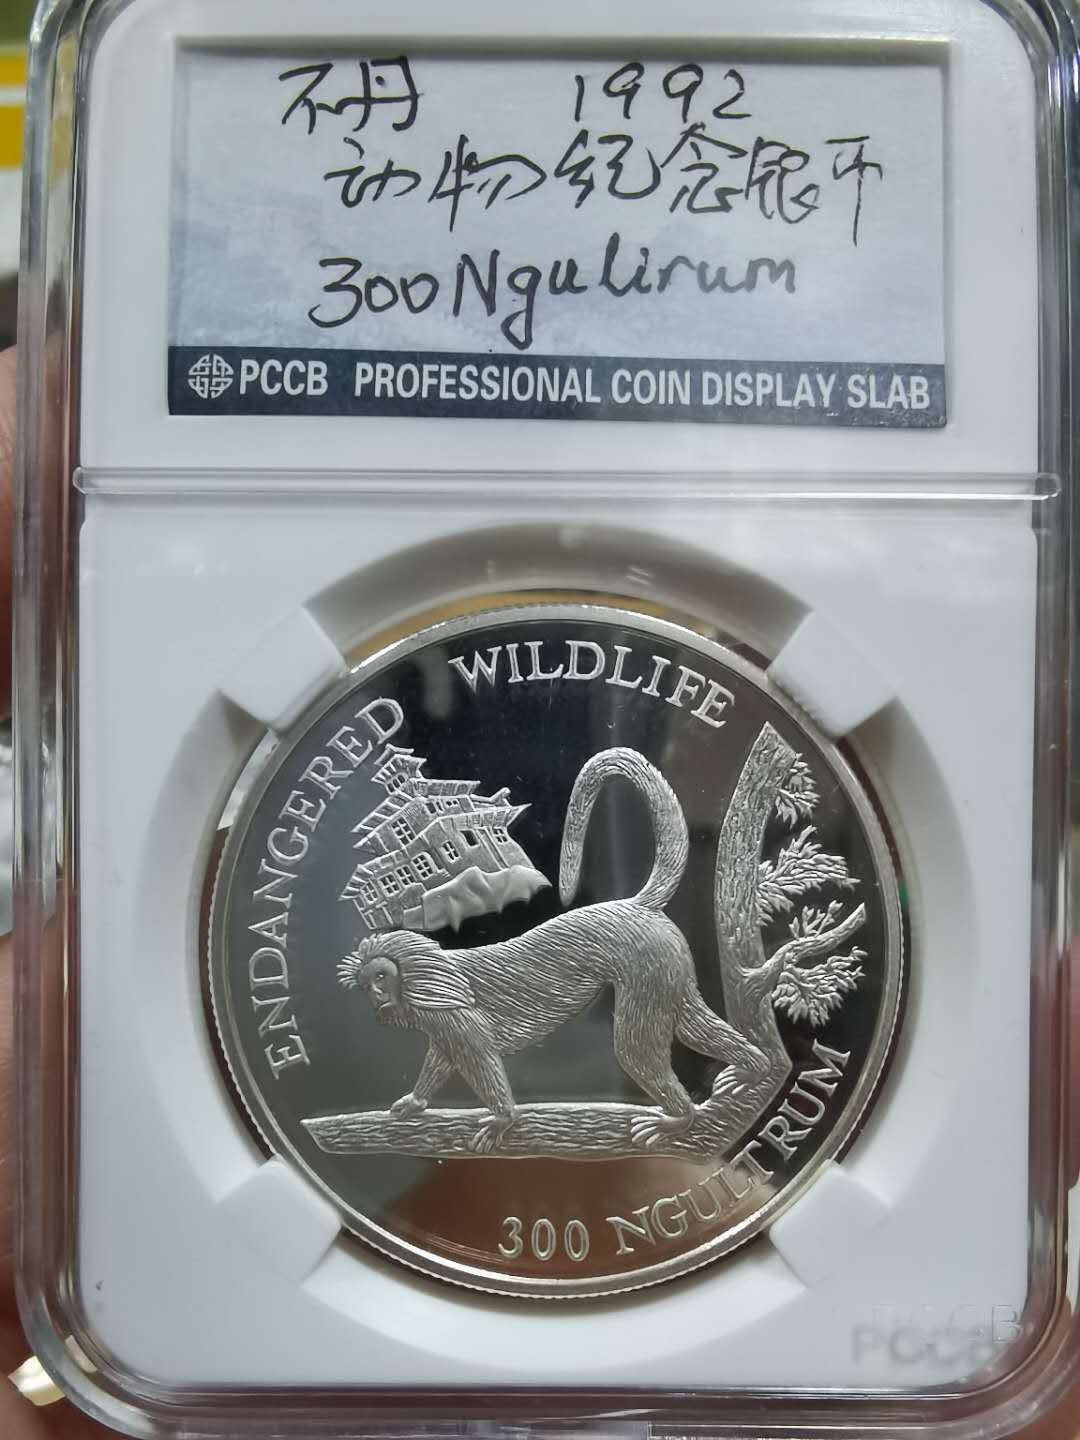 不丹 1992
动物纪念银币
300 Ngulirum
PCCB PROFESSIONAL COIN DISPLAY SLAB
ENDANGERED WILDLIFE
300 NGULTRUM
PCCB